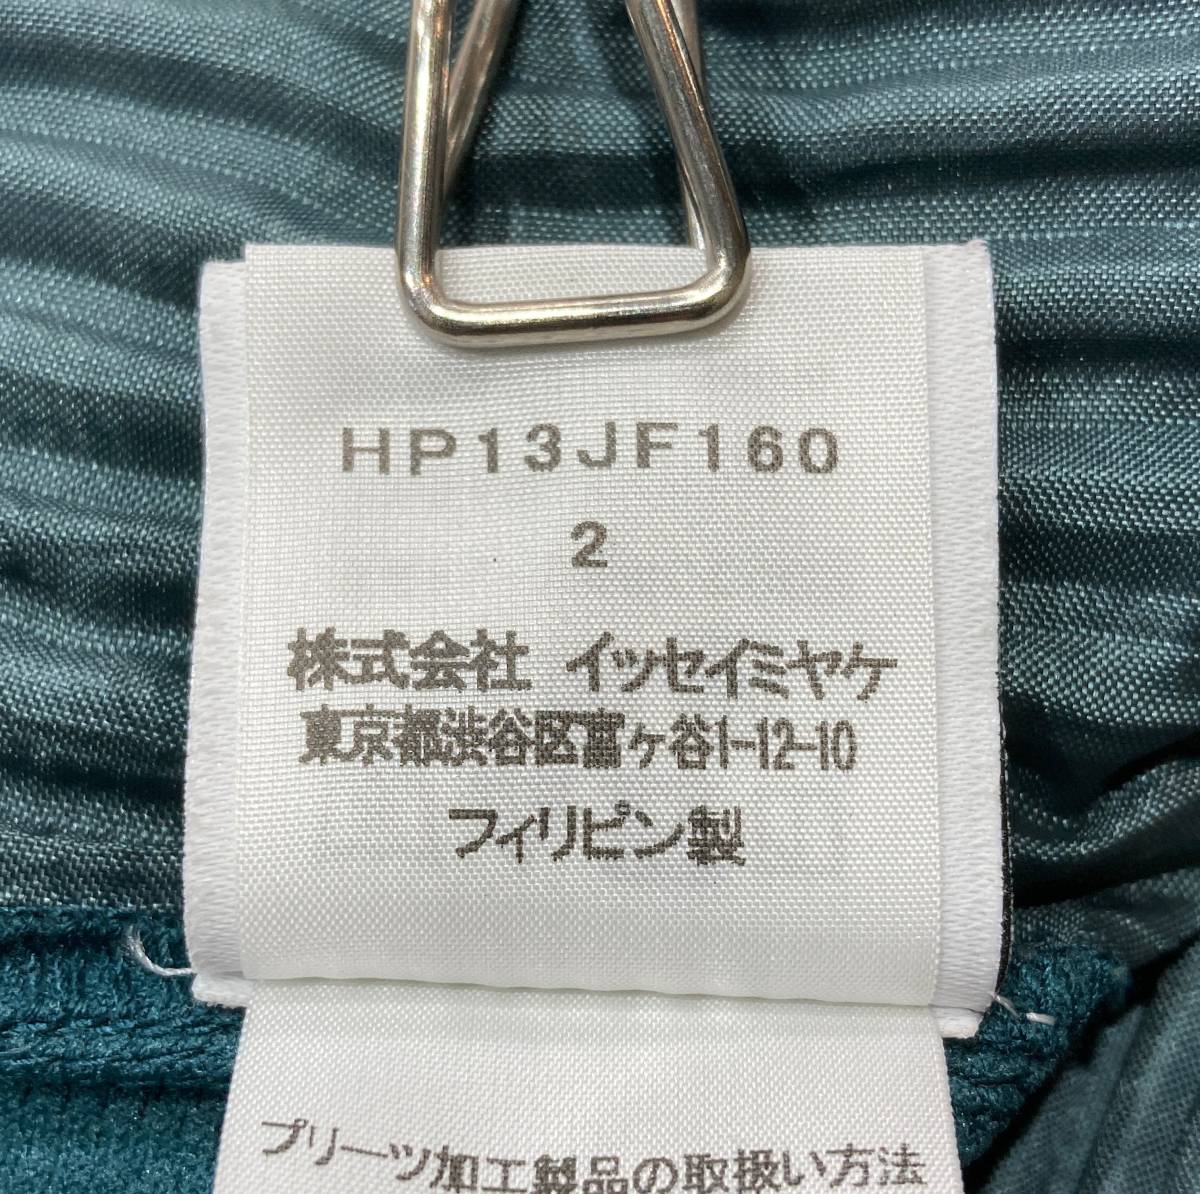 HP13JF160
2
株式会社 イッセイミヤケ
東京都渋谷区富ヶ谷1-12-10
フィリピン製
プリーツ加工製品の取扱い方法